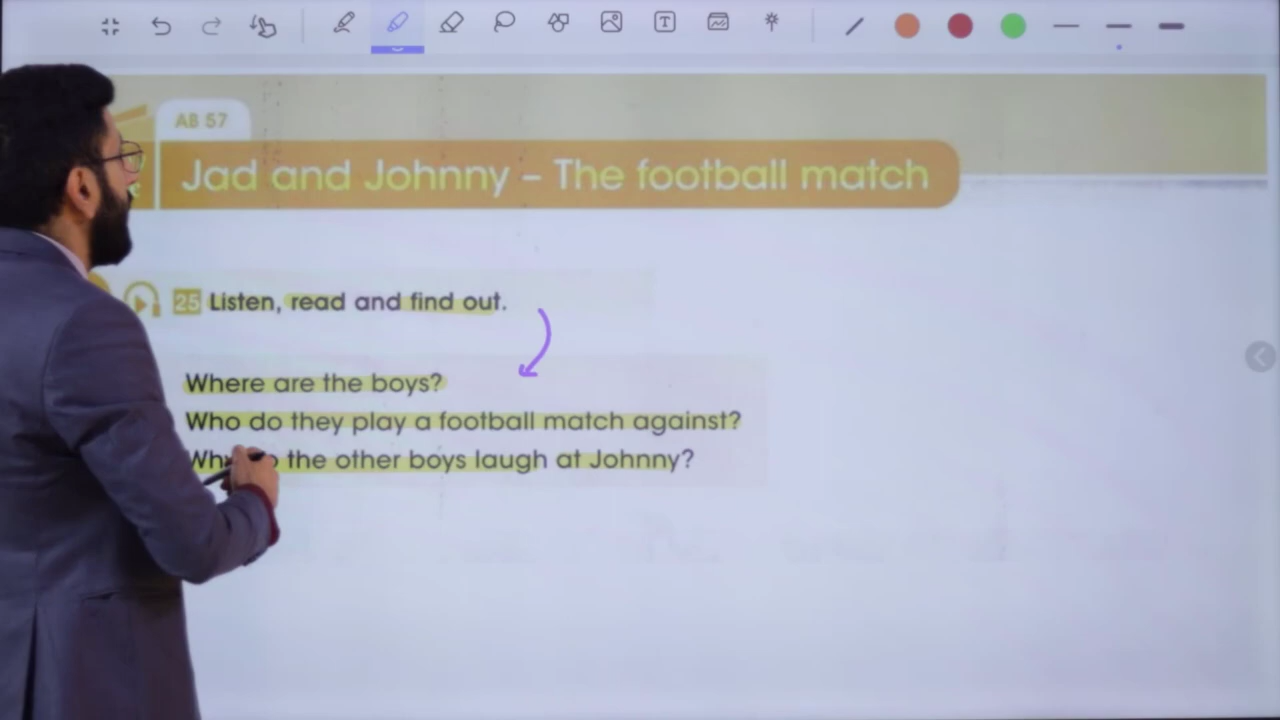 AB 57
Jad and Johnny – The football match
25 Listen, read and find out.
Where are the boys?
Who do they play a football match against?
the other boys laugh at Johnny?